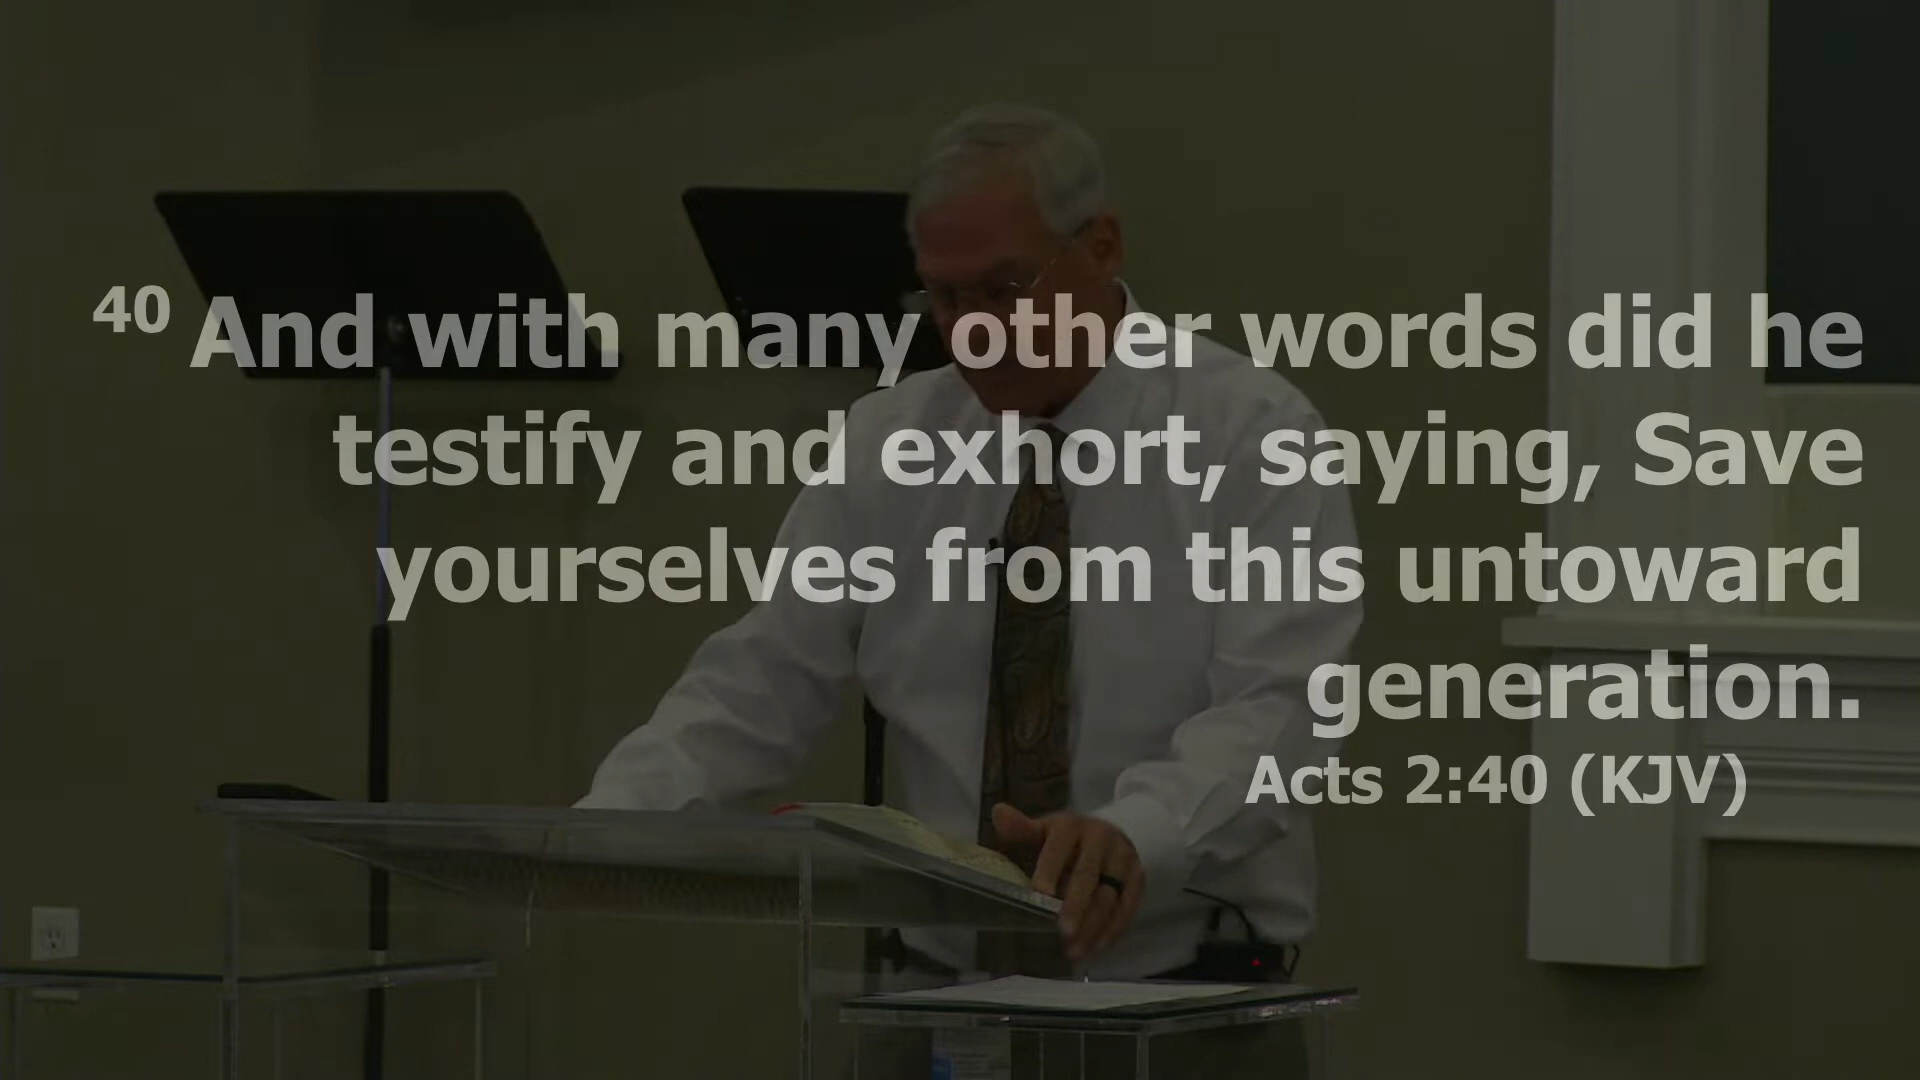 40 And with many other words did he
testify and exhort, saying, Save
yourselves from this untoward
generation.
Acts 2:40 (KJV)